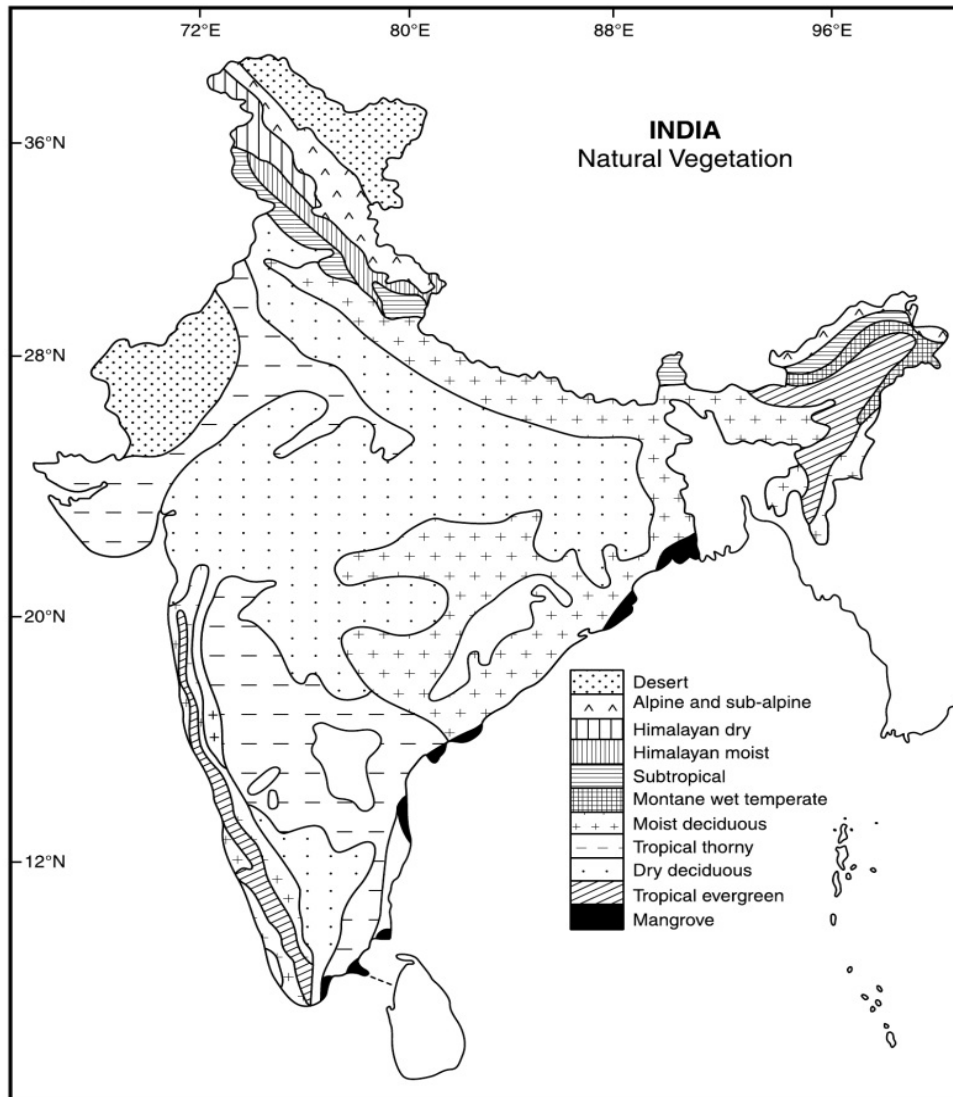 72°E 80°E 88°E 96°E
36°N
INDIA
Natural Vegetation
28°N
20°N
Desert
Alpine and sub-alpine
Himalayan dry
Himalayan moist
Subtropical
Montane wet temperate
Moist deciduous
Tropical thorny
12°N
Dry deciduous
Tropical evergreen
Mangrove